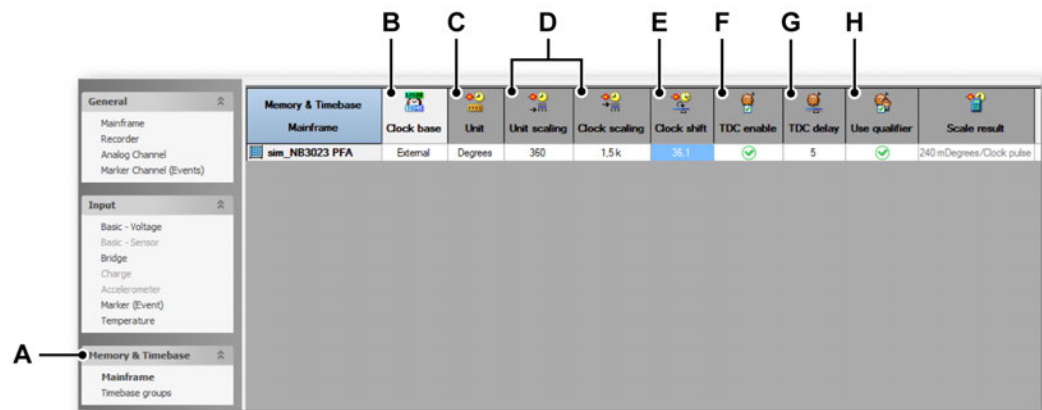 B C D E F G H
General
Mainframe
Recorder
Analog Channel
Marker Channel (Events)
Input
Basic - Voltage
Basic - Sensor
Bridge
Charge
Accelerometer
Marker (Event)
Temperature
A
Memory & Timebase
Mainframe
Timebase groups
Memory & Timebase
Mainframe Clock base Unit Unit scaling Clock scaling Clock shift TDC enable TDC delay Use qualifier Scale result
sim_NB3023 PFA External Degrees 360 1,5 k 36,1 5 240 mDegrees/Clock pulse